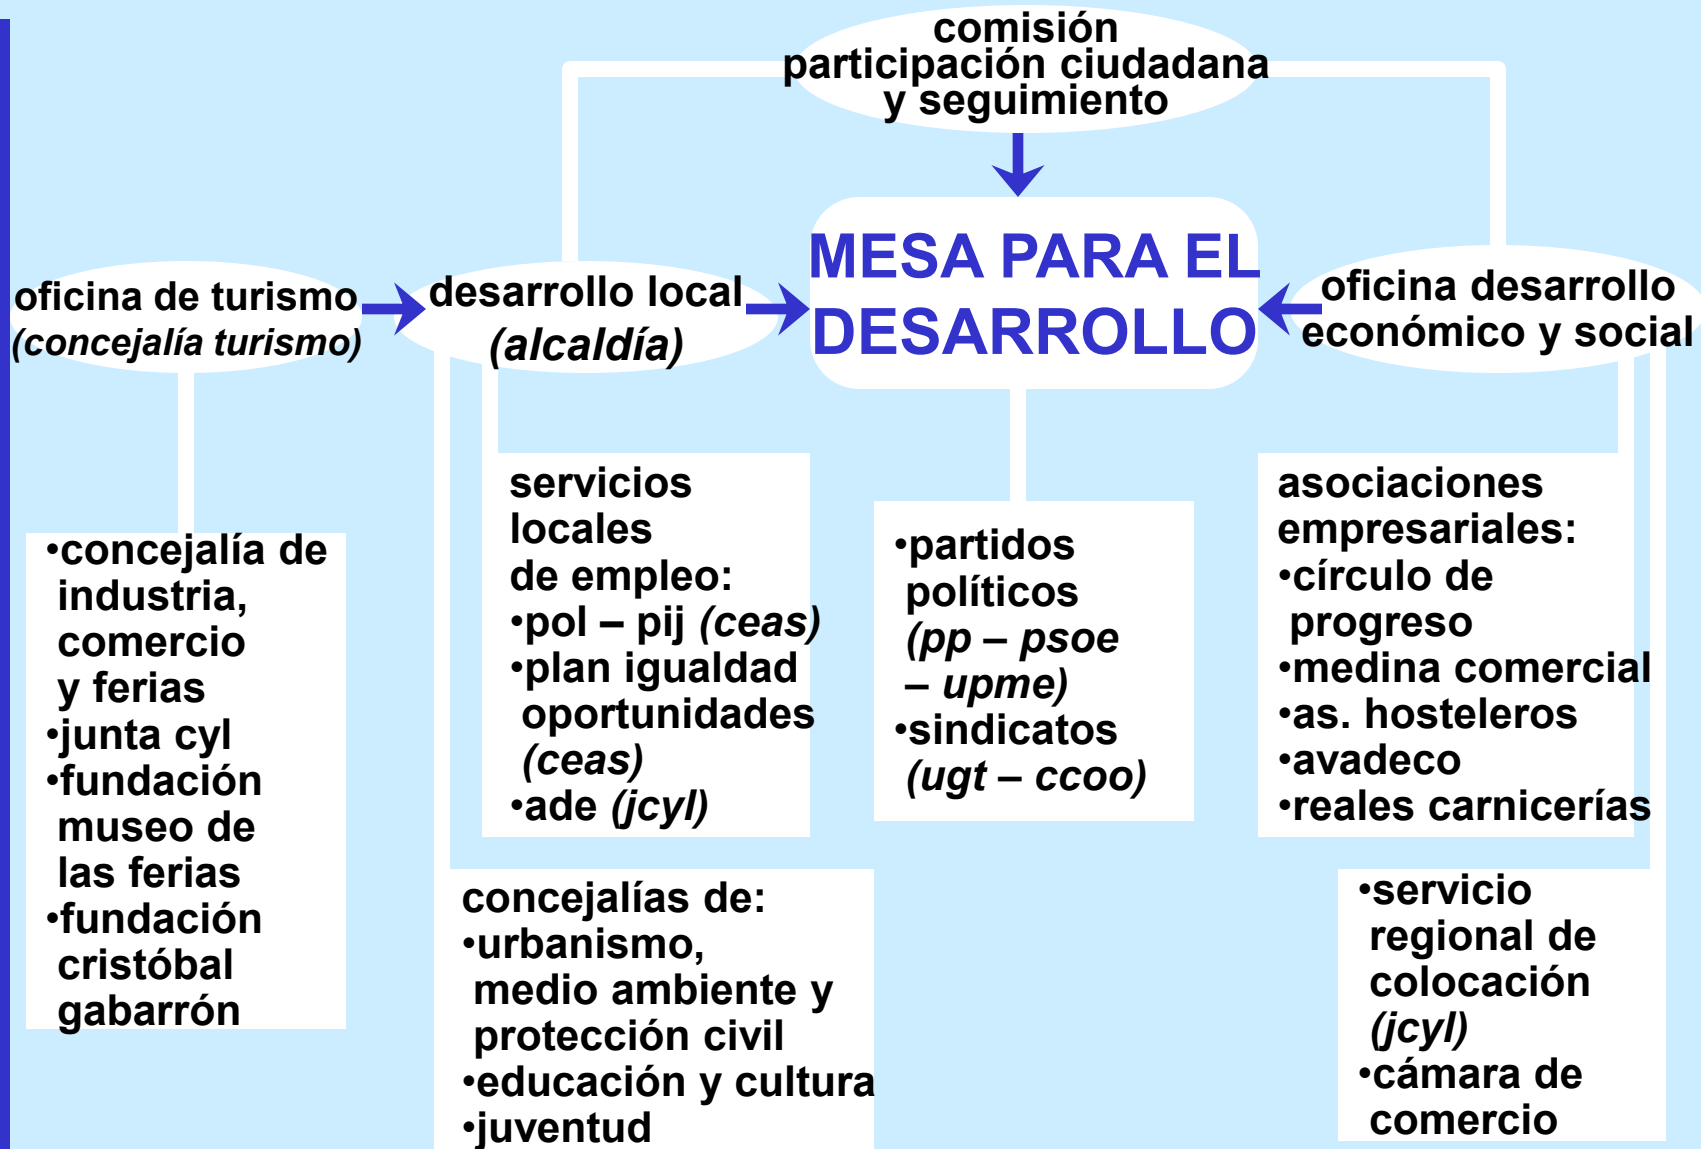 comisión
participación ciudadana
y seguimiento
MESA PARA EL
DESARROLLO
oficina de turismo
(concejalía turismo)
desarrollo local
(alcaldía)
oficina desarrollo
económico y social
•concejalía de
industria,
comercio
y ferias
•junta cyl
•fundación
museo de
las ferias
•fundación
cristóbal
gabarrón
servicios
locales
de empleo:
•pol – pij (ceas)
•plan igualdad
oportunidades
(ceas)
•ade (jcyl)
concejalías de:
•urbanismo,
medio ambiente y
protección civil
•educación y cultura
•juventud
•partidos
políticos
(pp – psoe
– upme)
•sindicatos
(ugt – ccoo)
asociaciones
empresariales:
•círculo de
progreso
•medina comercial
•as. hosteleros
•avadeco
•reales carnicerías
•servicio
regional de
colocación
(jcyl)
•cámara de
comercio